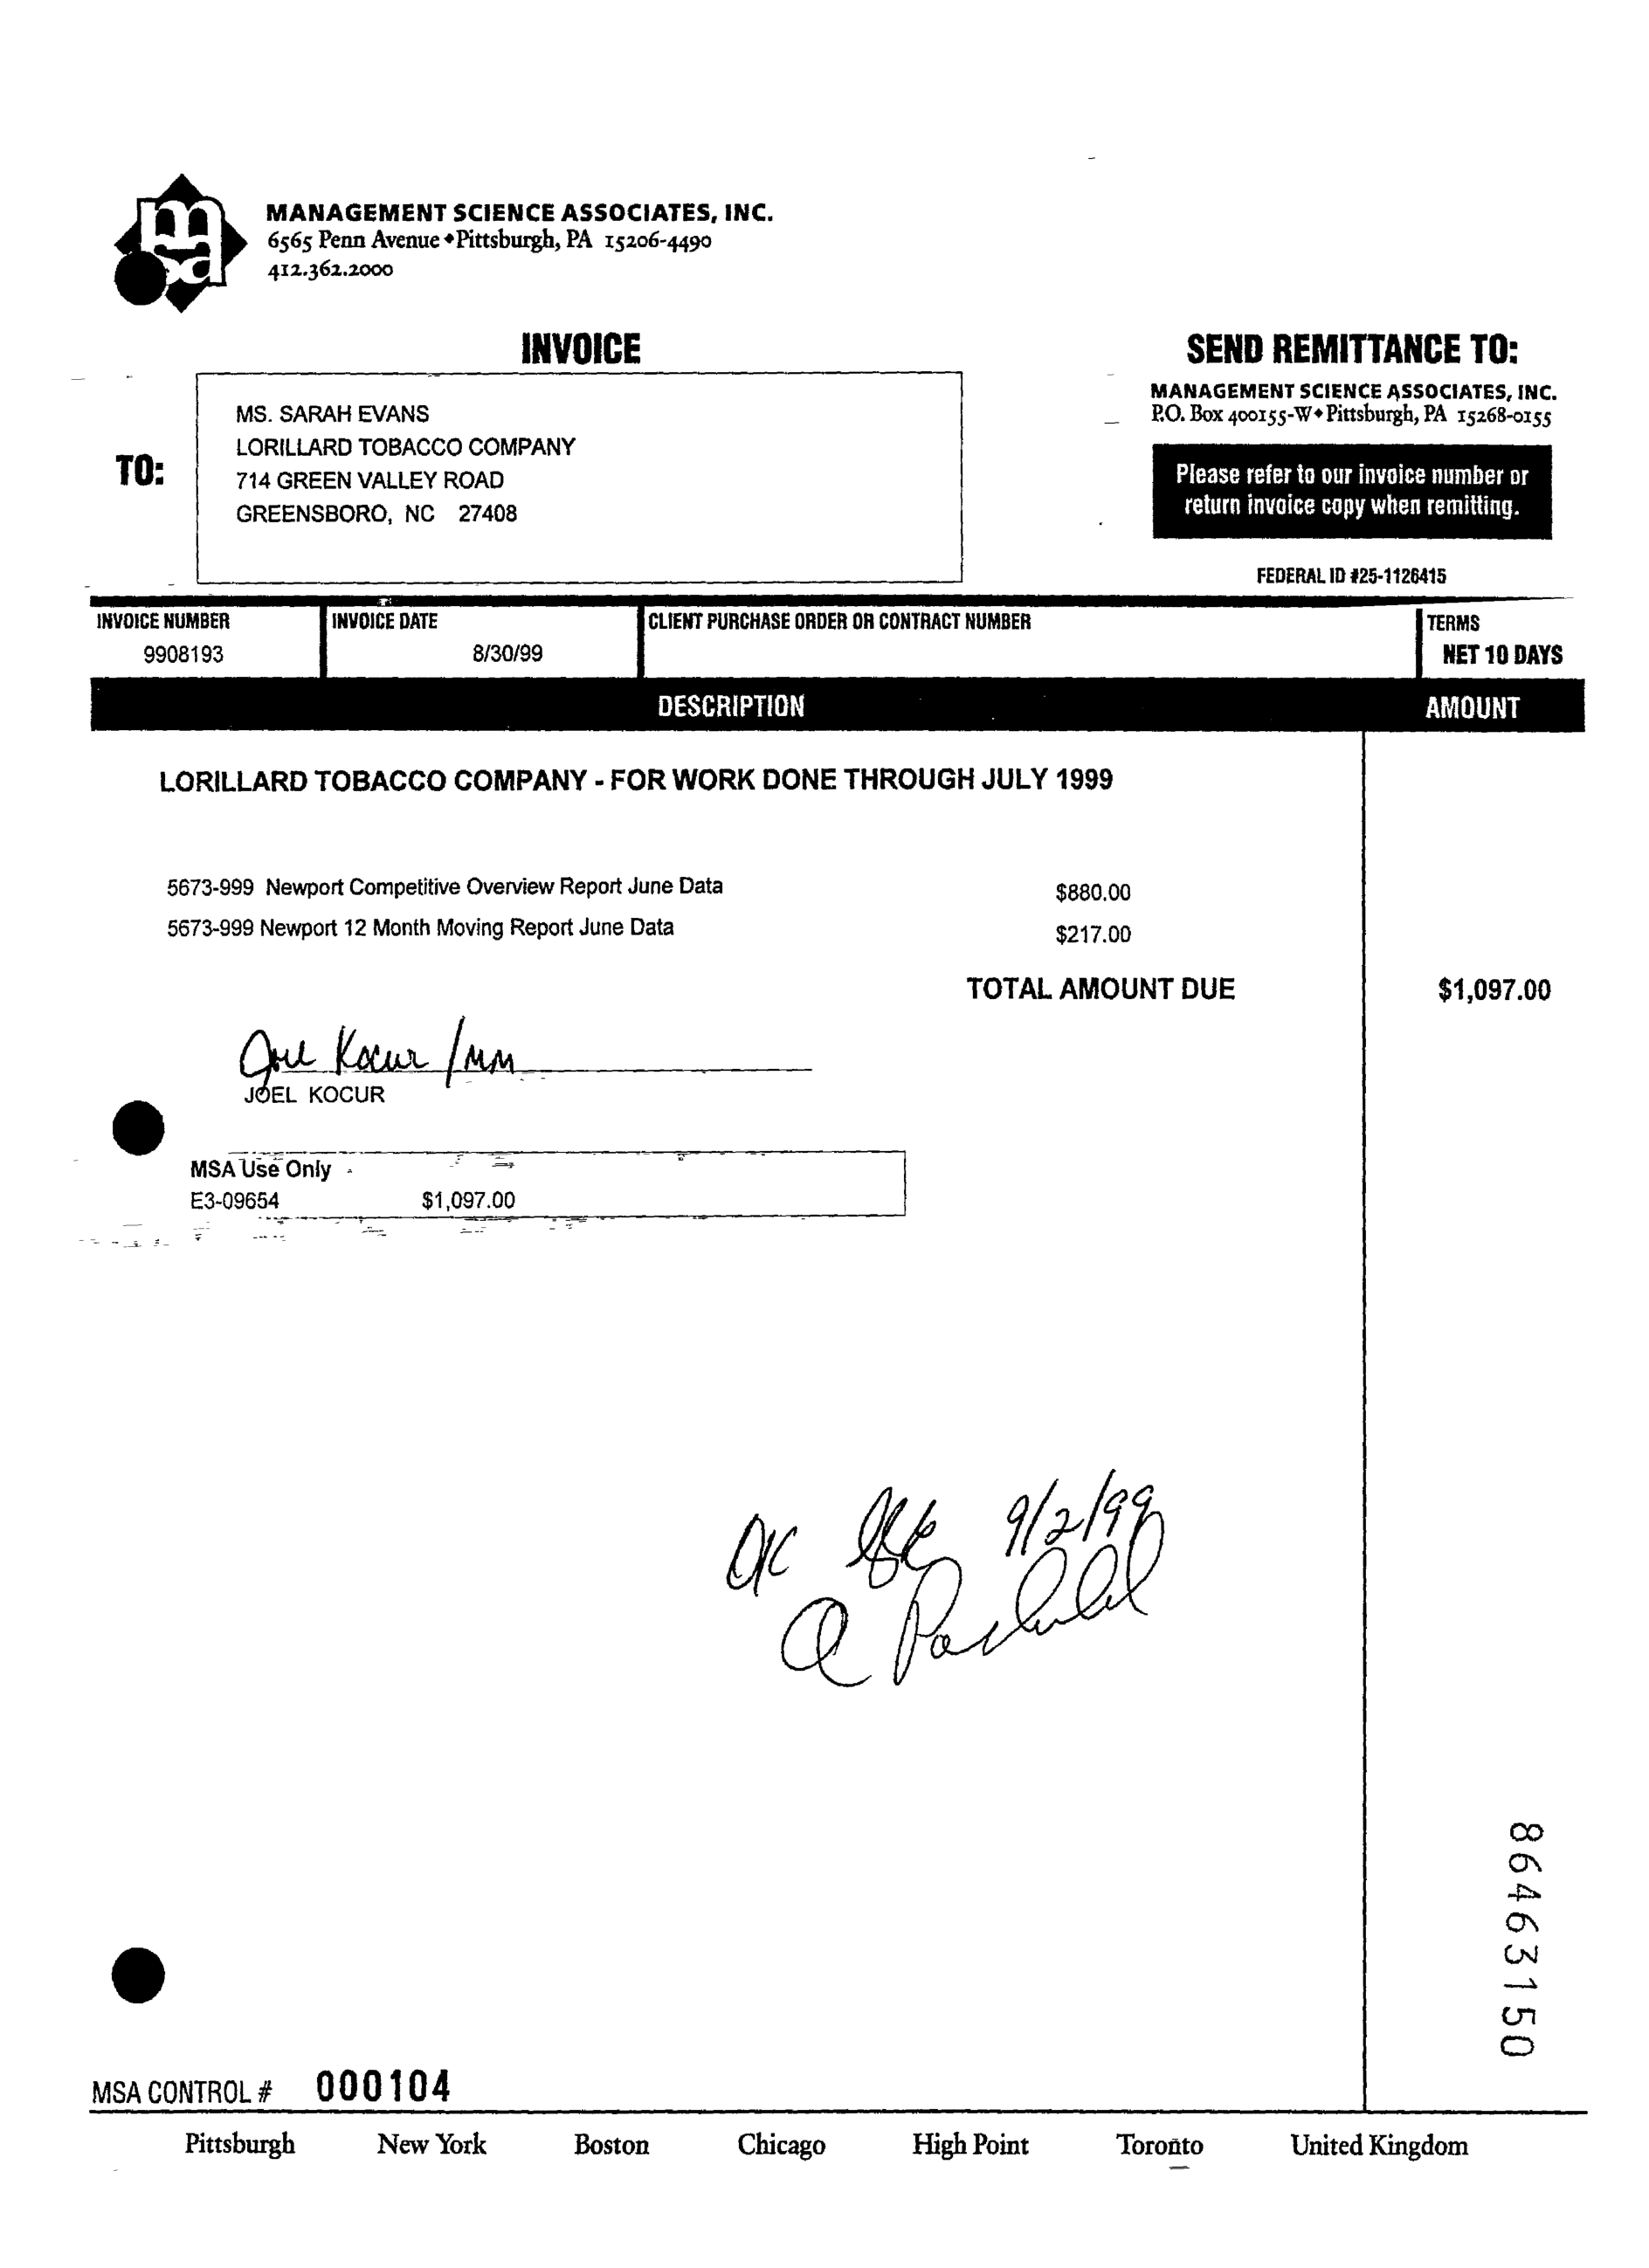 msa
MANAGEMENT SCIENCE ASSOCIATES, INC.
6565 Penn Avenue ◆ Pittsburgh, PA 15206-4490
412.362.2000
INVOICE
SEND REMITTANCE TO:
MANAGEMENT SCIENCE ASSOCIATES, INC.
P.O. Box 400155-W ◆ Pittsburgh, PA 15268-0155
TO:
MS. SARAH EVANS
LORILLARD TOBACCO COMPANY
714 GREEN VALLEY ROAD
GREENSBORO, NC 27408
Please refer to our invoice number or
return invoice copy when remitting.
FEDERAL ID #25-1126415
INVOICE NUMBER INVOICE DATE CLIENT PURCHASE ORDER OR CONTRACT NUMBER TERMS
9908193 8/30/99 NET 10 DAYS
DESCRIPTION AMOUNT
LORILLARD TOBACCO COMPANY - FOR WORK DONE THROUGH JULY 1999
5673-999 Newport Competitive Overview Report June Data $880.00
5673-999 Newport 12 Month Moving Report June Data $217.00
TOTAL AMOUNT DUE $1,097.00
Joel Kocur / MM
JOEL KOCUR
MSA Use Only
E3-09654 $1,097.00
OK 9/2/99
86463150
MSA CONTROL # 000104
Pittsburgh New York Boston Chicago High Point Toronto United Kingdom